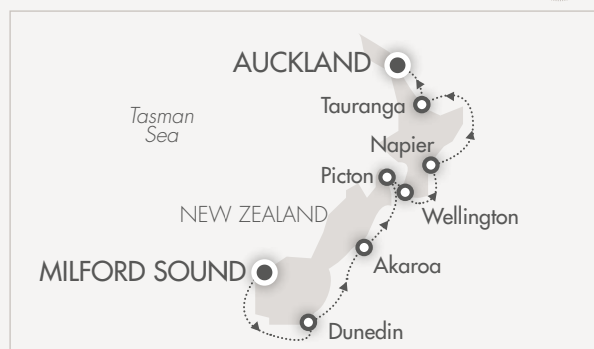 AUCKLAND
Tauranga
Tasman
Sea
Napier
Picton
NEW ZEALAND
Wellington
Akaroa
MILFORD SOUND
Dunedin